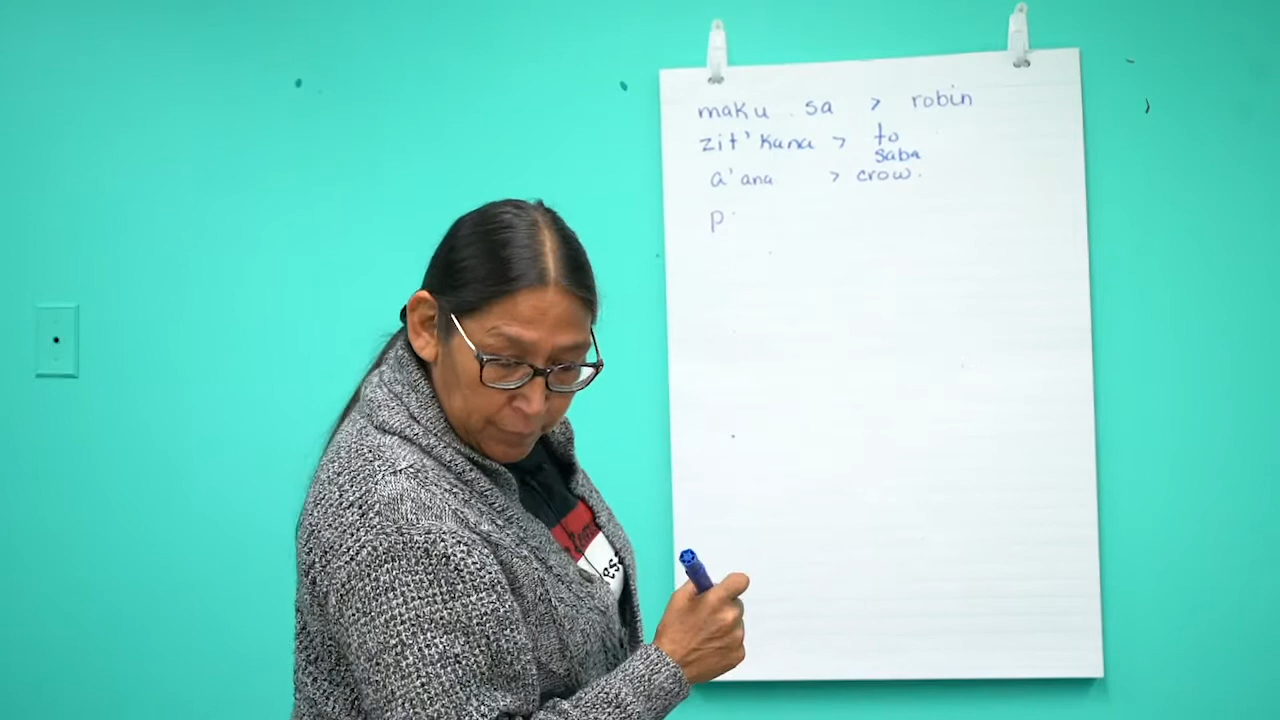 maku sa > robin
zit'kana > to
saba
a'ana > crow.
p